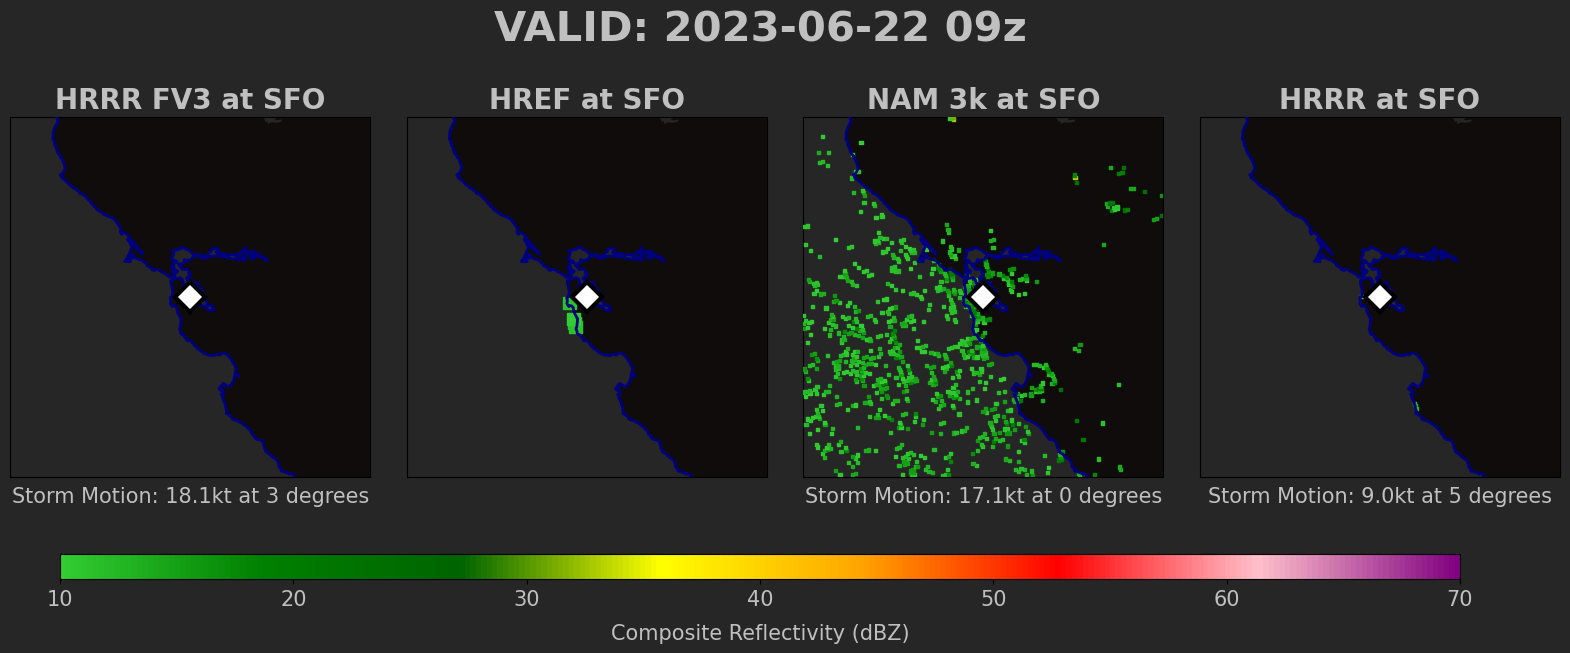 VALID: 2023-06-22 09z
HRRR FV3 at SFO
HREF at SFO
NAM 3k at SFO
HRRR at SFO
Storm Motion: 18.1kt at 3 degrees
Storm Motion: 17.1kt at 0 degrees
Storm Motion: 9.0kt at 5 degrees
10 20 30 40 50 60 70
Composite Reflectivity (dBZ)